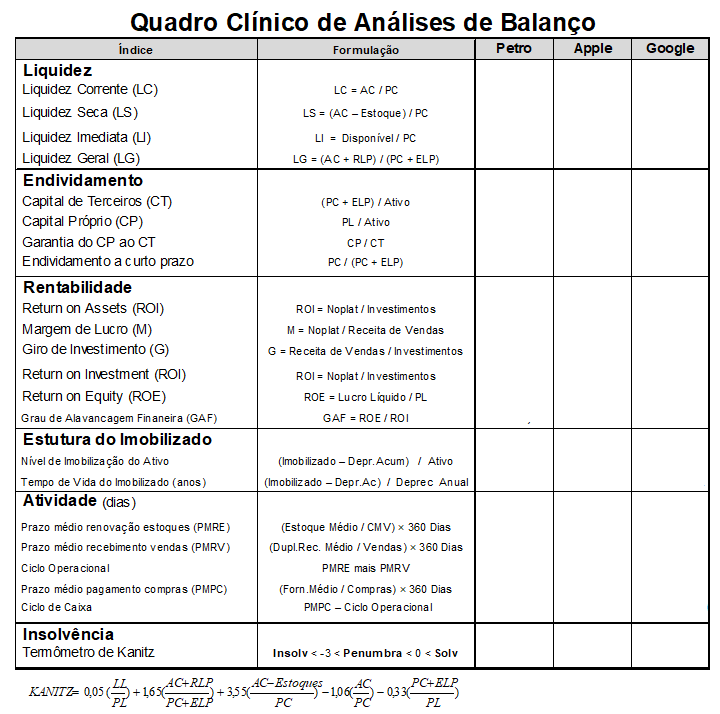 Quadro Clínico de Análises de Balanço
Índice Formulação Petro Apple Google
Liquidez
Liquidez Corrente (LC) LC = AC / PC
Liquidez Seca (LS) LS = (AC – Estoque) / PC
Liquidez Imediata (LI) LI = Disponível / PC
Liquidez Geral (LG) LG = (AC + RLP) / (PC + ELP)
Endividamento
Capital de Terceiros (CT) (PC + ELP) / Ativo
Capital Próprio (CP) PL / Ativo
Garantia do CP ao CT CP / CT
Endividamento a curto prazo PC / (PC + ELP)
Rentabilidade
Return on Assets (ROI) ROI = Noplat / Investimentos
Margem de Lucro (M) M = Noplat / Receita de Vendas
Giro de Investimento (G) G = Receita de Vendas / Investimentos
Return on Investment (ROI) ROI = Noplat / Investimentos
Return on Equity (ROE) ROE = Lucro Líquido / PL
Grau de Alavancagem Finaneira (GAF) GAF = ROE / ROI
Estutura do Imobilizado
Nível de Imobilização do Ativo (Imobilizado – Depr.Acum) / Ativo
Tempo de Vida do Imobilizado (anos) (Imobilizado – Depr.Ac) / Deprec Anual
Atividade (dias)
Prazo médio renovação estoques (PMRE) (Estoque Médio / CMV) × 360 Dias
Prazo médio recebimento vendas (PMRV) (Dupl.Rec. Médio / Vendas) × 360 Dias
Ciclo Operacional PMRE mais PMRV
Prazo médio pagamento compras (PMPC) (Forn.Médio / Compras) × 360 Dias
Ciclo de Caixa PMPC – Ciclo Operacional
Insolvência
Termômetro de Kanitz Insolv < -3 < Penumbra < 0 < Solv
KANITZ= 0,05(LL/PL) + 1,65(AC+RLP/PC+ELP) + 3,55(AC−Estoques/PC) − 1,06(AC/PC) − 0,33(PC+ELP/PL)